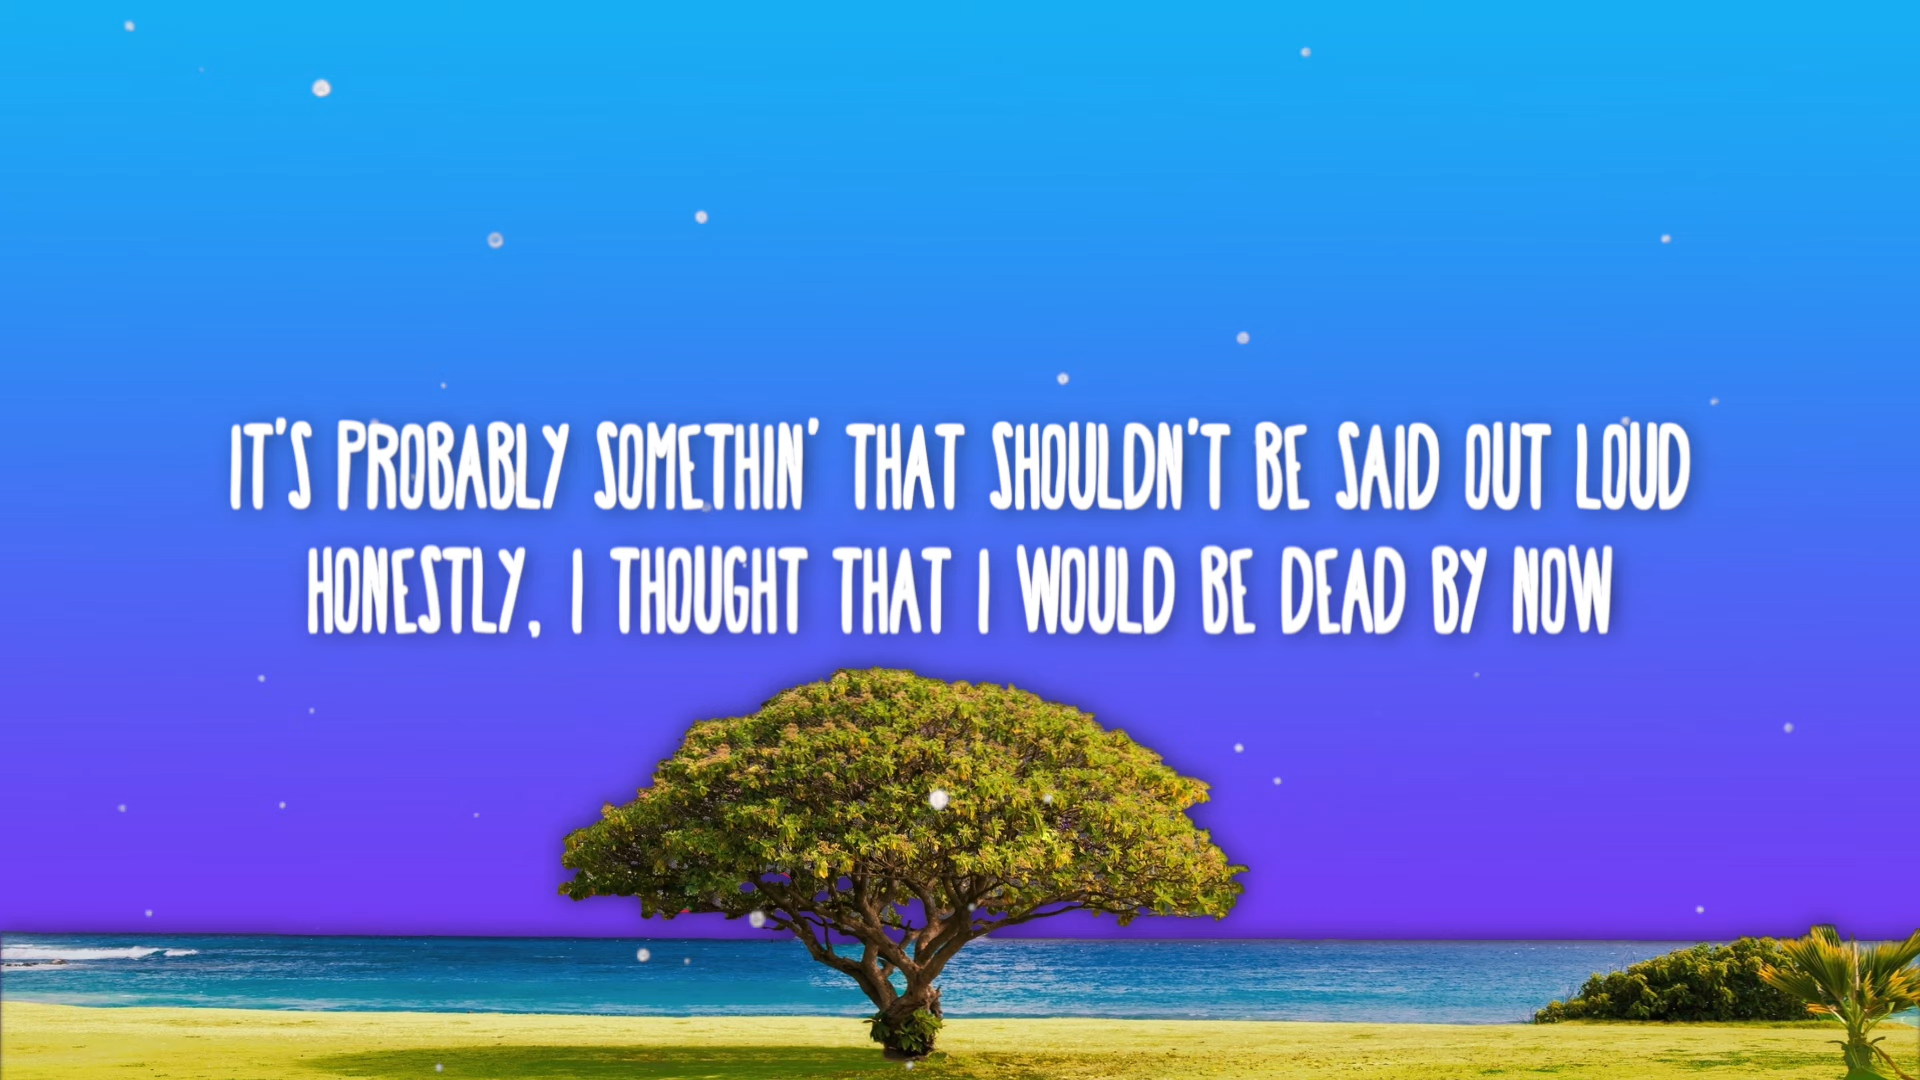 IT'S PROBABLY SOMETHIN' THAT SHOULDN'T BE SAID OUT LOUD
HONESTLY, I THOUGHT THAT I WOULD BE DEAD BY NOW